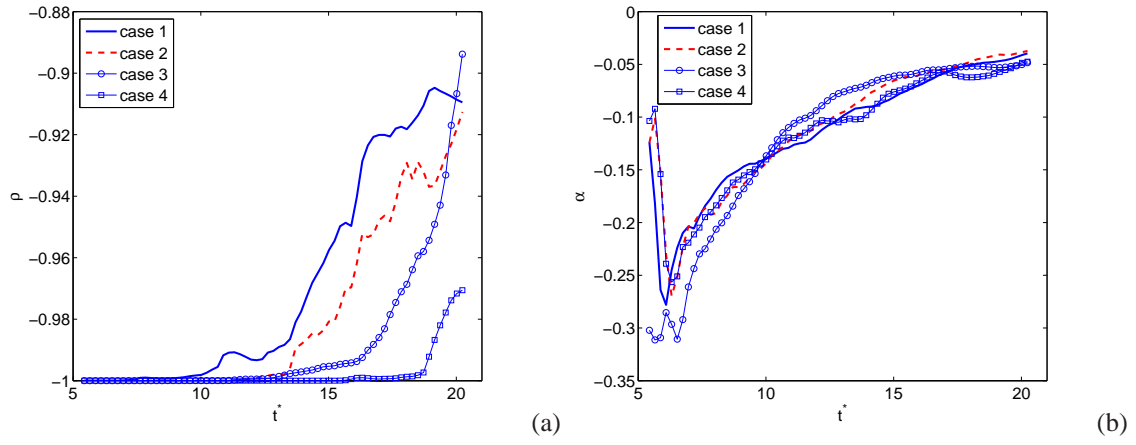 case 1
case 2
case 3
case 4
−0.88
−0.9
−0.92
−0.94
−0.96
−0.98
−1
ρ
5 10 15 20
t*
(a)
case 1
case 2
case 3
case 4
0
−0.05
−0.1
−0.15
−0.2
−0.25
−0.3
−0.35
α
5 10 15 20
t*
(b)